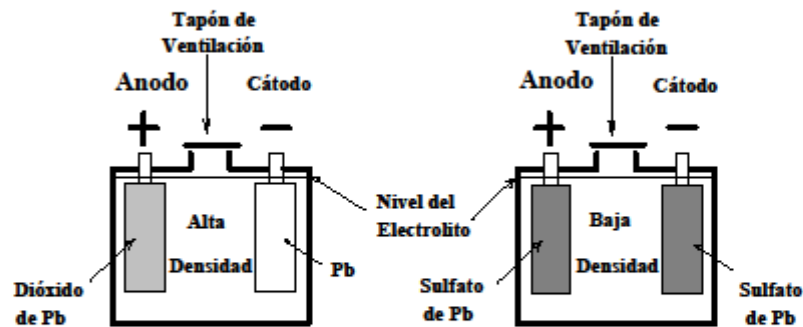 Tapón de
Ventilación
Anodo
Cátodo
+
−
Alta
Densidad
Dióxido
de Pb
Pb
Nivel del
Electrolito
Tapón de
Ventilación
Anodo
Cátodo
+
−
Baja
Densidad
Sulfato
de Pb
Sulfato
de Pb